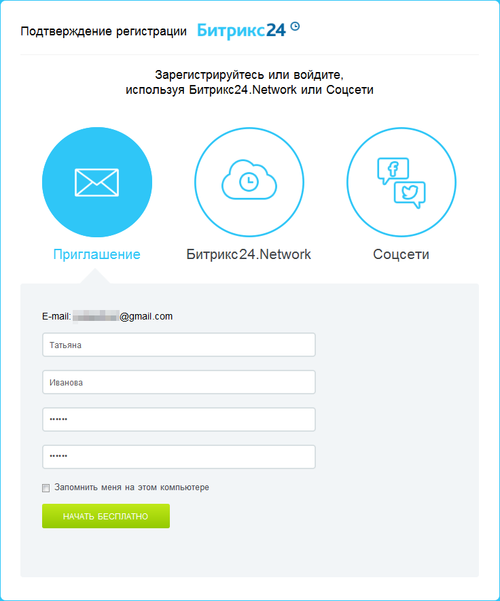 Подтверждение регистрации Битрикс24
Зарегистрируйтесь или войдите,
используя Битрикс24.Network или Соцсети
Приглашение Битрикс24.Network Соцсети
E-mail: @gmail.com
Татьяна
Иванова
••••••
••••••
Запомнить меня на этом компьютере
НАЧАТЬ БЕСПЛАТНО